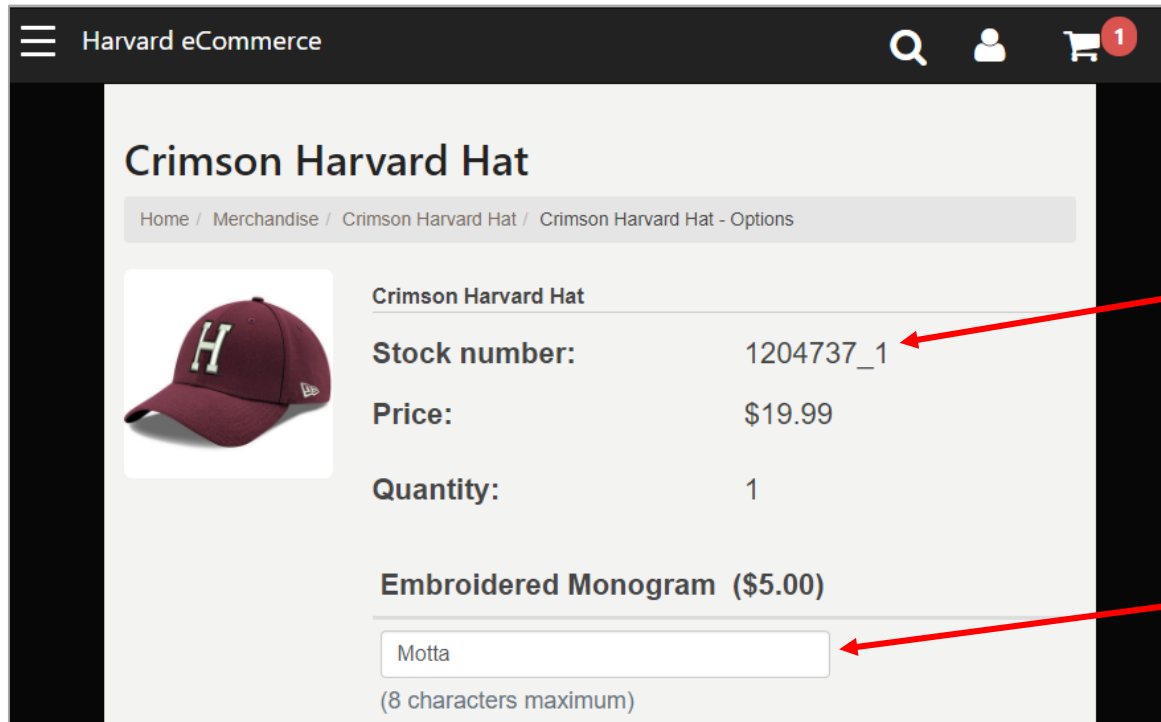 Harvard eCommerce
1
Crimson Harvard Hat
Home / Merchandise / Crimson Harvard Hat / Crimson Harvard Hat - Options
H
Crimson Harvard Hat
Stock number: 1204737_1
Price: $19.99
Quantity: 1
Embroidered Monogram ($5.00)
Motta
(8 characters maximum)